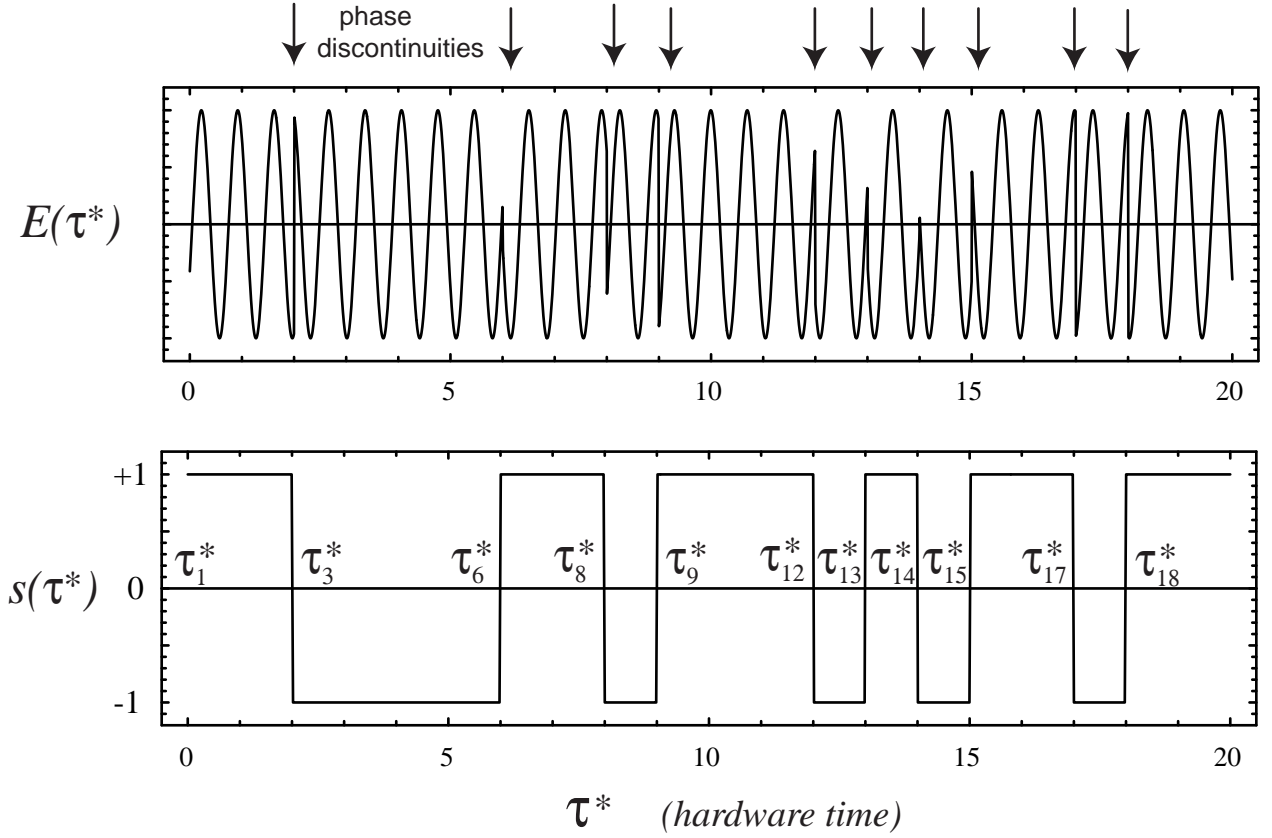 phase
discontinuities
E(τ*)
0 5 10 15 20
+1
τ*1 τ*3 τ*6 τ*8 τ*9 τ*12 τ*13 τ*14 τ*15 τ*17 τ*18
s(τ*) 0
-1
0 5 10 15 20
τ* (hardware time)